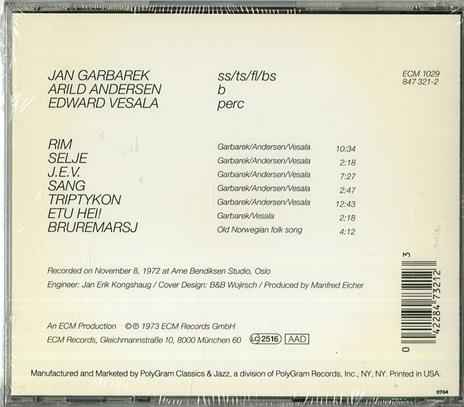 JAN GARBAREK ss/ts/fl/bs ECM 1029
ARILD ANDERSEN b 847 321-2
EDWARD VESALA perc
RIM Garbarek/Andersen/Vesala 10:34
SELJE Garbarek/Andersen/Vesala 2:18
J.E.V. Garbarek/Andersen/Vesala 7:27
SANG Garbarek/Andersen/Vesala 2:47
TRIPTYKON Garbarek/Andersen/Vesala 12:43
ETU HEI! Garbarek/Vesala 2:18
BRUREMARSJ Old Norwegian folk song 4:12
Recorded on November 8, 1972 at Arne Bendiksen Studio, Oslo
Engineer: Jan Erik Kongshaug / Cover Design: B&B Wojirsch / Produced by Manfred Eicher
An ECM Production ©℗ 1973 ECM Records GmbH
ECM Records, Gleichmannstraße 10, 8000 München 60 LC 2516 AAD
0 42284 73212 3
Manufactured and Marketed by PolyGram Classics & Jazz, a division of PolyGram Records, Inc., NY, NY. Printed in USA.
0704